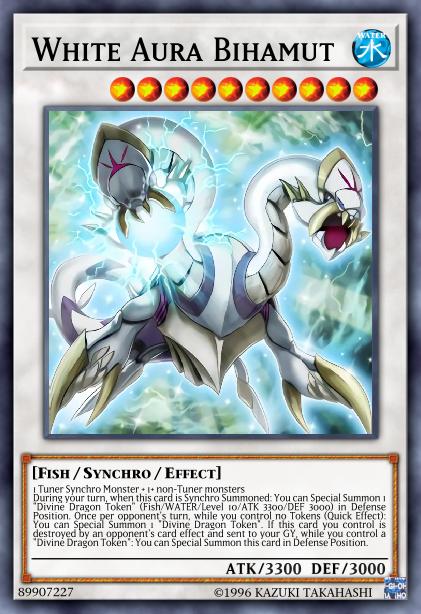 White Aura Bihamut
WATER
水
[Fish / Synchro / Effect]
1 Tuner Synchro Monster + 1+ non-Tuner monsters
During your turn, when this card is Synchro Summoned: You can Special Summon 1
"Divine Dragon Token" (Fish/WATER/Level 10/ATK 3300/DEF 3000) in Defense
Position. Once per opponent's turn, while you control no Tokens (Quick Effect):
You can Special Summon 1 "Divine Dragon Token". If this card you control is
destroyed by an opponent's card effect and sent to your GY, while you control a
"Divine Dragon Token": You can Special Summon this card in Defense Position.
ATK/3300 DEF/3000
89907227
©1996 KAZUKI TAKAHASHI